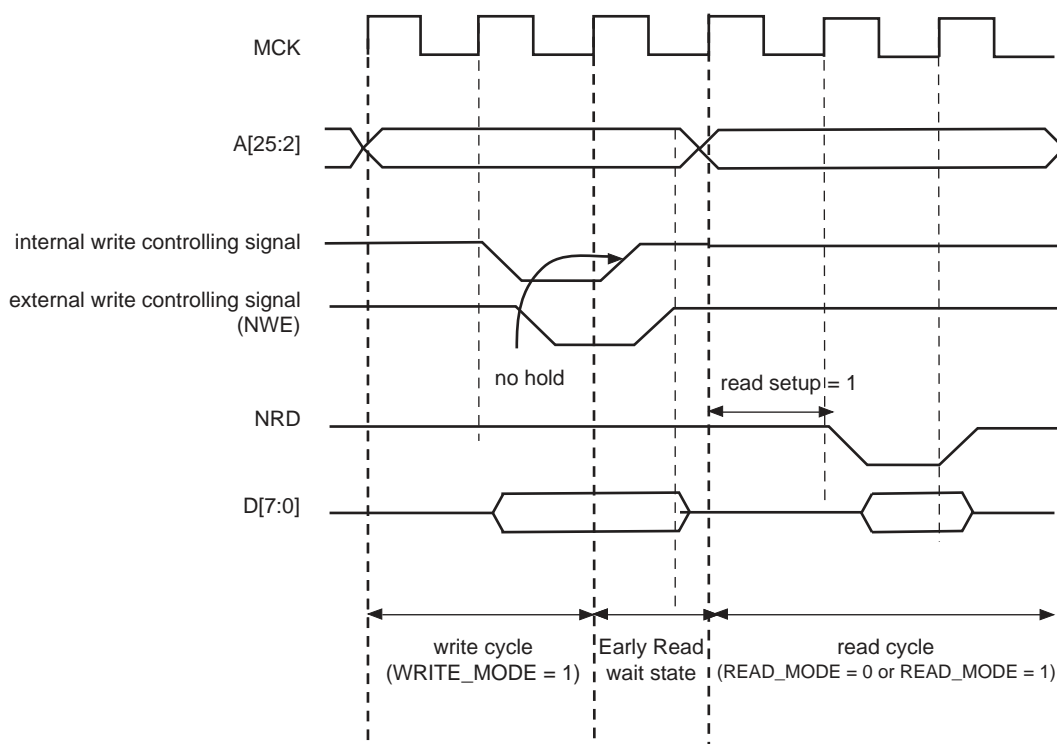 MCK
A[25:2]
internal write controlling signal
external write controlling signal
(NWE)
no hold
read setup = 1
NRD
D[7:0]
write cycle
(WRITE_MODE = 1)
Early Read
wait state
read cycle
(READ_MODE = 0 or READ_MODE = 1)